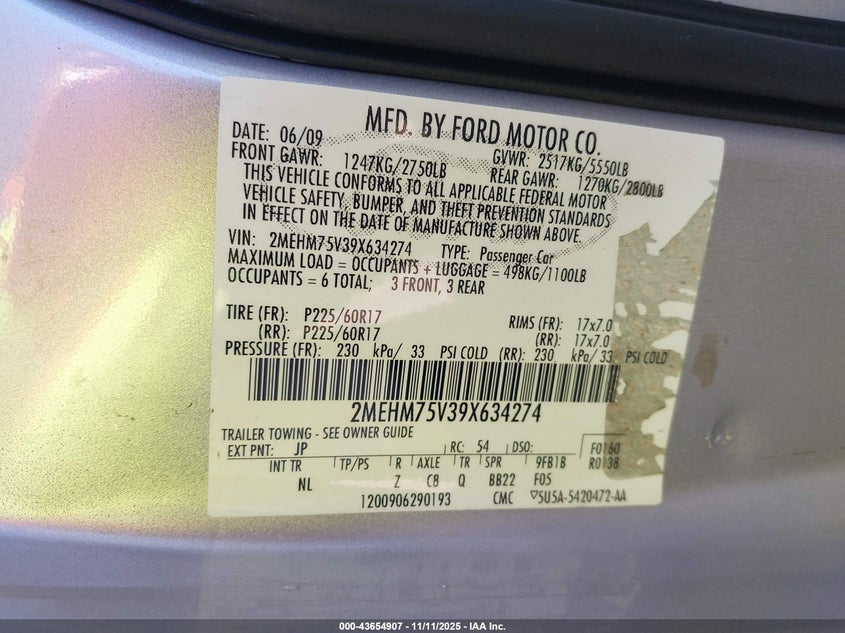 MFD. BY FORD MOTOR CO.
DATE: 06/09 GVWR: 2517KG/5550LB
FRONT GAWR: 1247KG/2750LB REAR GAWR: 1270KG/2800LB
THIS VEHICLE CONFORMS TO ALL APPLICABLE FEDERAL MOTOR
VEHICLE SAFETY, BUMPER, AND THEFT PREVENTION STANDARDS
IN EFFECT ON THE DATE OF MANUFACTURE SHOWN ABOVE.
VIN: 2MEHM75V39X634274 TYPE: Passenger Car
MAXIMUM LOAD = OCCUPANTS + LUGGAGE = 498KG/1100LB
OCCUPANTS = 6 TOTAL; 3 FRONT, 3 REAR
TIRE (FR): P225/60R17 RIMS (FR): 17x7.0
(RR): P225/60R17 (RR): 17x7.0
PRESSURE (FR): 230 kPa/ 33 PSI COLD (RR): 230 kPa/ 33 PSI COLD
2MEHM75V39X634274
TRAILER TOWING - SEE OWNER GUIDE
EXT PNT: JP RC: 54 DSO: F0160
INT TR TP/PS R AXLE TR SPR 9FB1B R0138
NL Z C8 Q BB22 F05
1200906290193 CMC 5U5A-5420472-AA
000-43654907 - 11/11/2025 - IAA Inc.